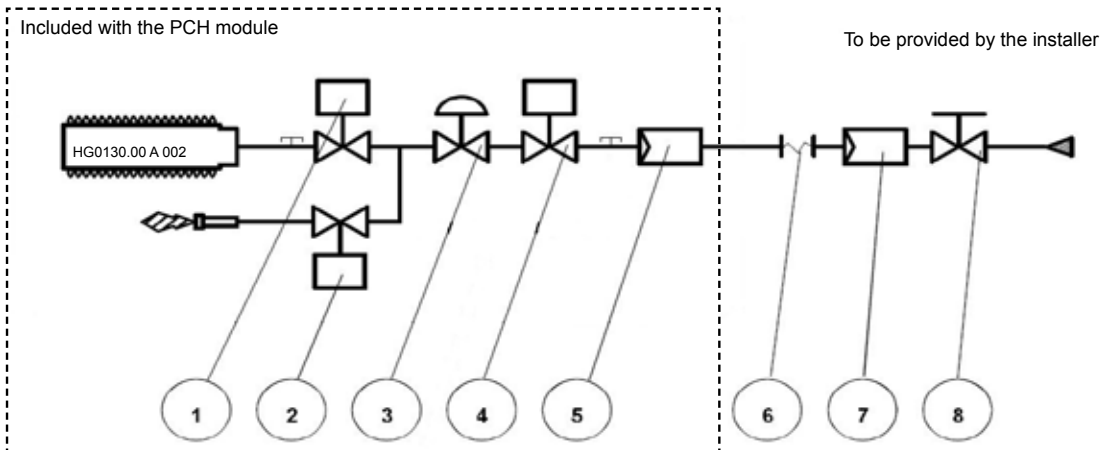 Included with the PCH module
To be provided by the installer
HG0130.00 A 002
1 2 3 4 5 6 7 8